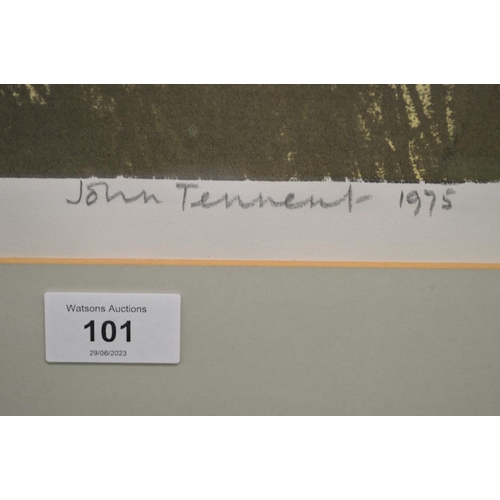 John Tennent 1975
Watsons Auctions
101
29/06/2023